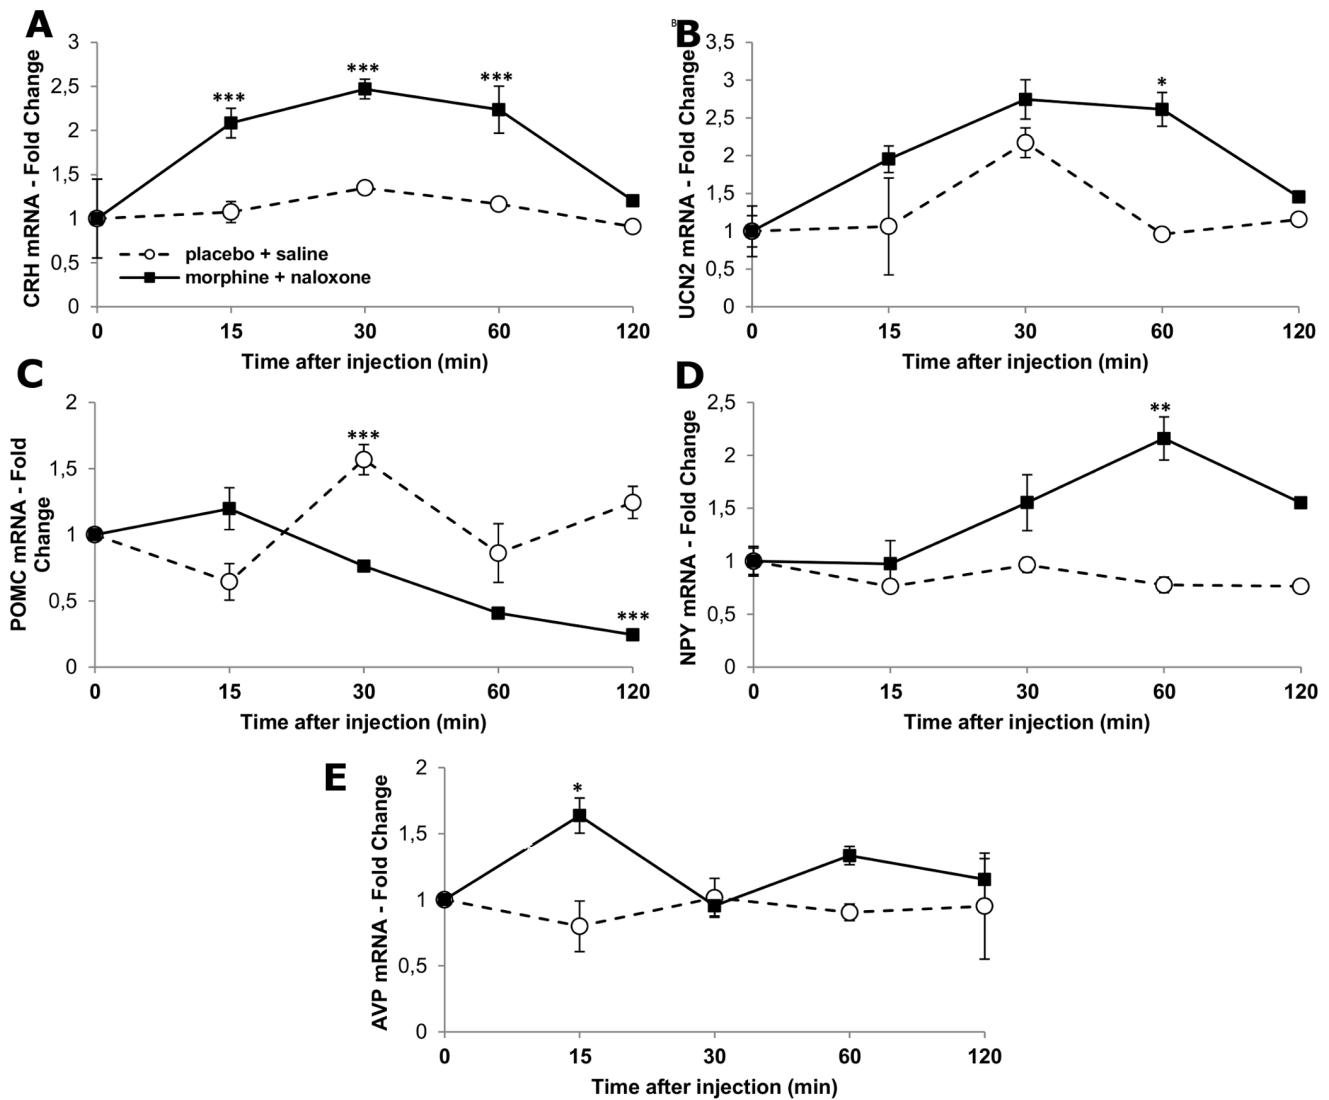 A
CRH mRNA - Fold Change
3
2,5
2
1,5
1
0,5
0
***
***
***
placebo + saline
morphine + naloxone
0 15 30 60 120
Time after injection (min)
B
B
UCN2 mRNA - Fold Change
3,5
3
2,5
2
1,5
1
0,5
0
*
0 15 30 60 120
Time after injection (min)
C
POMC mRNA - Fold
Change
2
1,5
1
0,5
0
***
***
0 15 30 60 120
Time after injection (min)
D
NPY mRNA - Fold Change
2,5
2
1,5
1
0,5
0
**
0 15 30 60 120
Time after injection (min)
E
AVP mRNA - Fold Change
2
1,5
1
0,5
0
*
0 15 30 60 120
Time after injection (min)